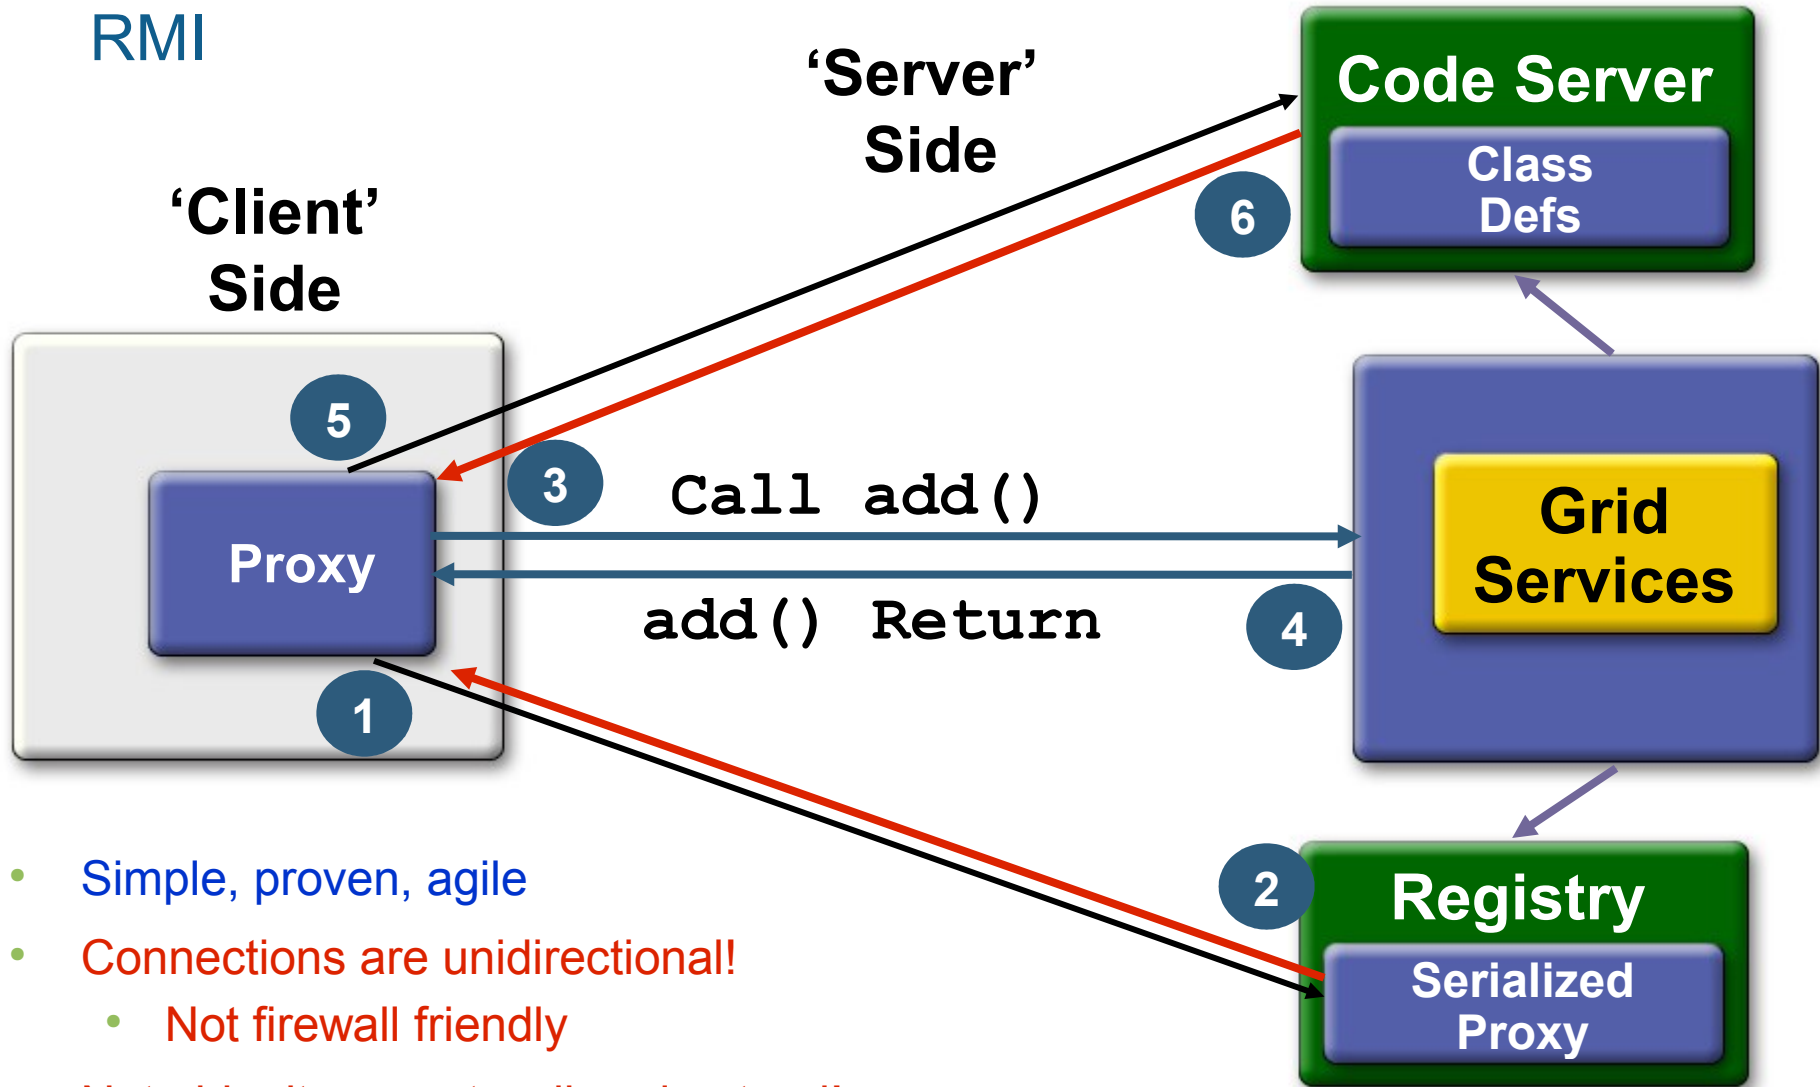 RMI
‘Server’
Side
Code Server
Class
Defs
‘Client’
Side
6
5
3
Call add()
Proxy
Grid
Services
add() Return
4
1
2
Registry
Serialized
Proxy
• Simple, proven, agile
• Connections are unidirectional!
• Not firewall friendly